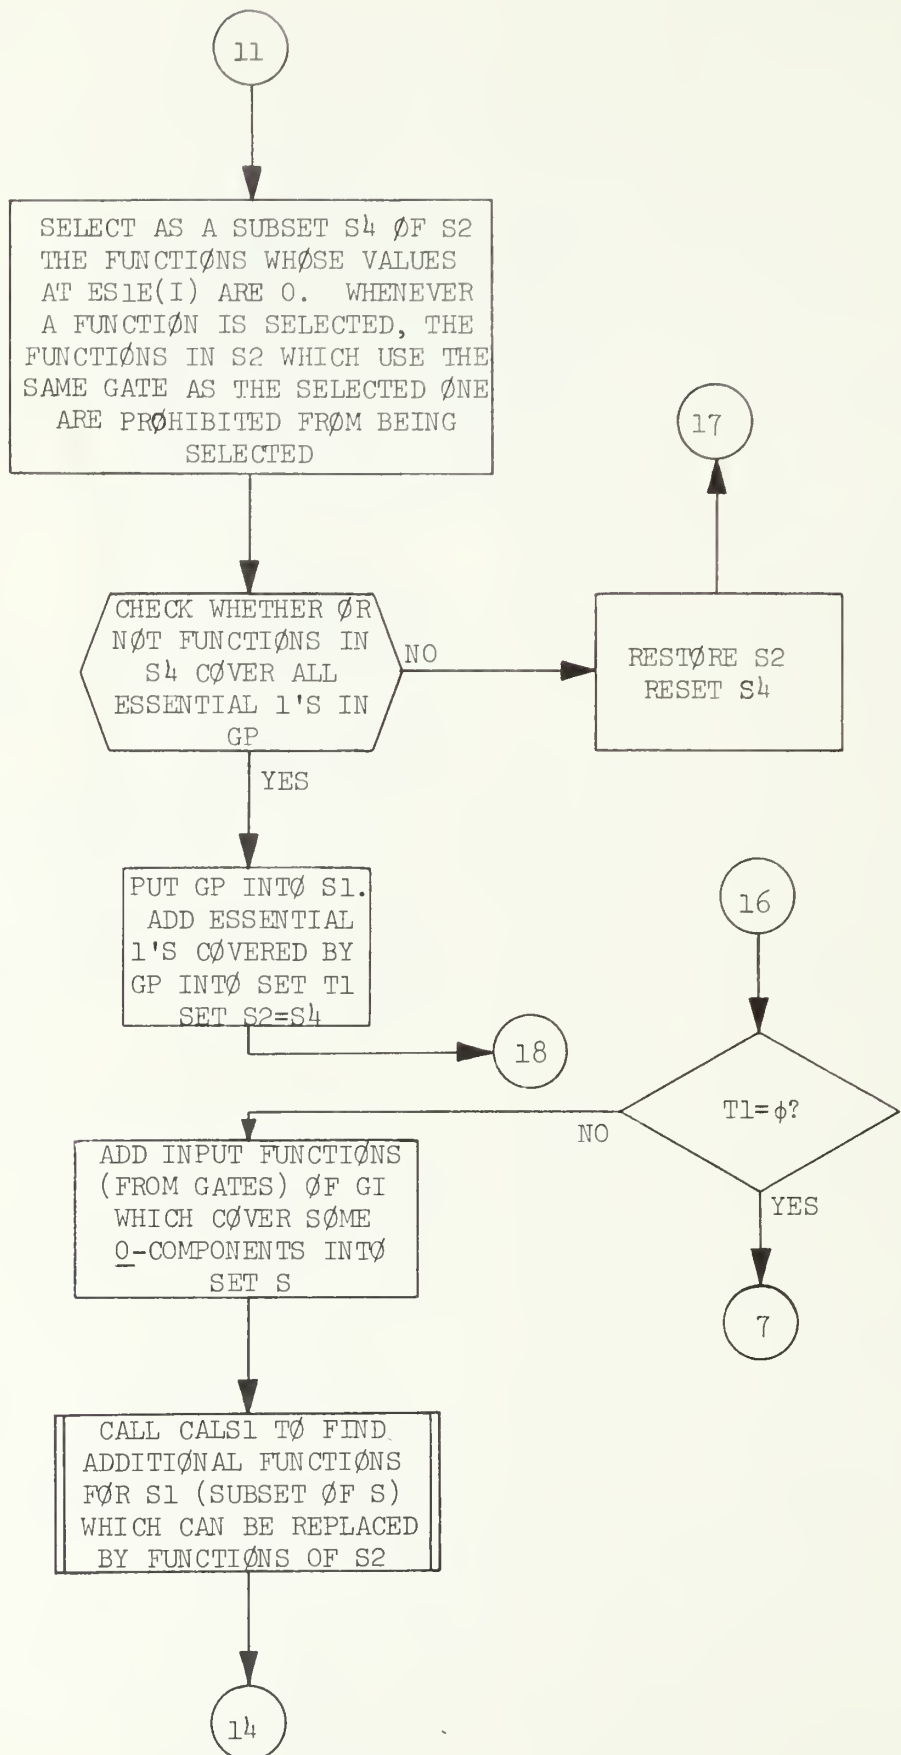 11
SELECT AS A SUBSET S4 ØF S2
THE FUNCTIØNS WHØSE VALUES
AT ES1E(I) ARE 0. WHENEVER
A FUNCTIØN IS SELECTED, THE
FUNCTIØNS IN S2 WHICH USE THE
SAME GATE AS THE SELECTED ØNE
ARE PRØHIBITED FRØM BEING
SELECTED
17
CHECK WHETHER ØR
NØT FUNCTIØNS IN
S4 CØVER ALL
ESSENTIAL 1'S IN
GP
NO
RESTØRE S2
RESET S4
YES
PUT GP INTØ S1.
ADD ESSENTIAL
1'S CØVERED BY
GP INTØ SET T1
SET S2=S4
18
16
T1=ϕ?
NO
YES
7
ADD INPUT FUNCTIØNS
(FROM GATES) ØF GI
WHICH CØVER SØME
0-COMPONENTS INTØ
SET S
CALL CALS1 TØ FIND
ADDITIØNAL FUNCTIØNS
FØR S1 (SUBSET ØF S)
WHICH CAN BE REPLACED
BY FUNCTIØNS OF S2
14